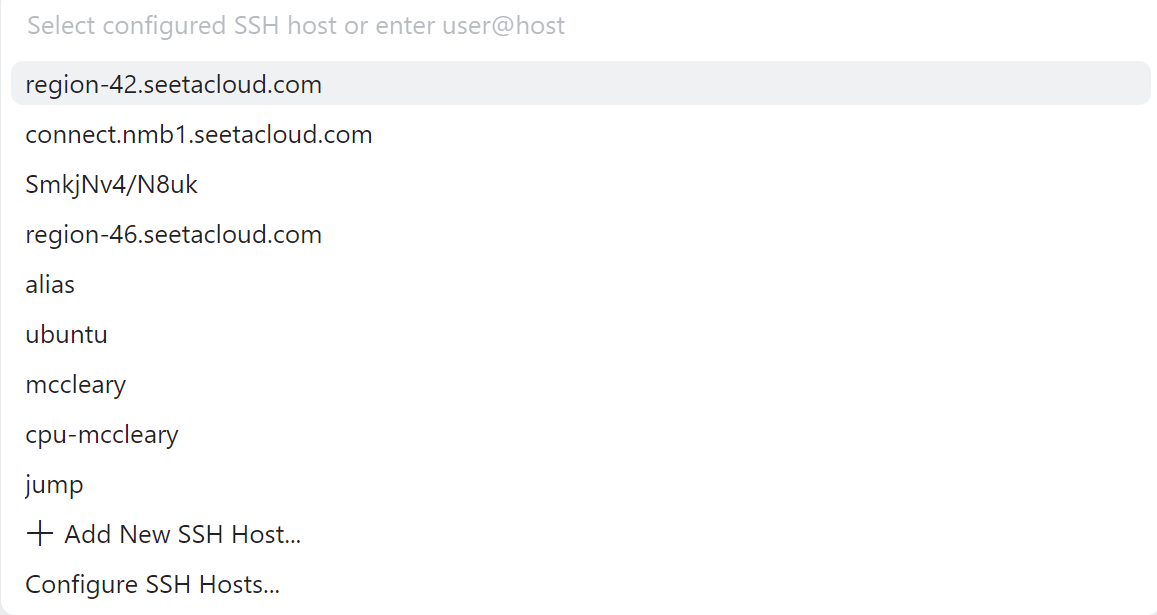 Select configured SSH host or enter user@host
region-42.seetacloud.com
connect.nmb1.seetacloud.com
SmkjNv4/N8uk
region-46.seetacloud.com
alias
ubuntu
mccleary
cpu-mccleary
jump
+ Add New SSH Host...
Configure SSH Hosts...